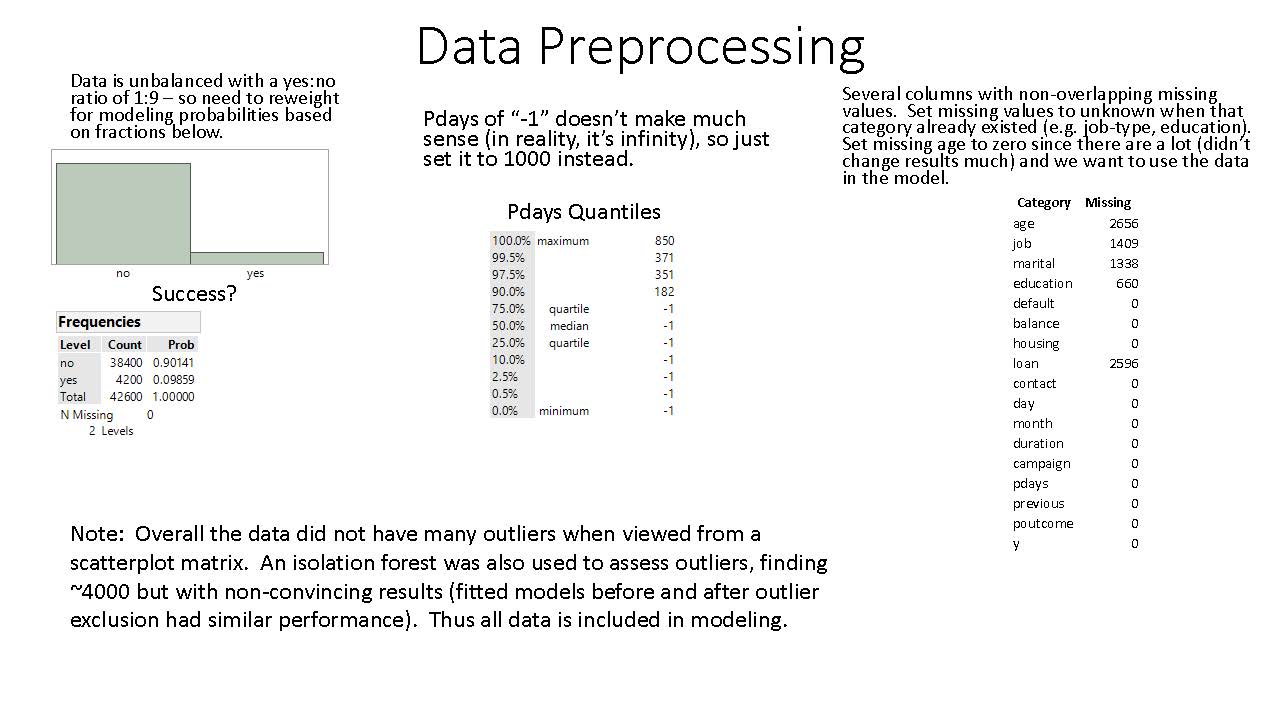 Data Preprocessing
Data is unbalanced with a yes:no
ratio of 1:9 – so need to reweight
for modeling probabilities based
on fractions below.
no yes
Success?
Frequencies
Level Count Prob
no 38400 0.90141
yes 4200 0.09859
Total 42600 1.00000
N Missing 0
2 Levels
Pdays of “-1” doesn’t make much
sense (in reality, it’s infinity), so just
set it to 1000 instead.
Pdays Quantiles
100.0% maximum 850
99.5% 371
97.5% 351
90.0% 182
75.0% quartile -1
50.0% median -1
25.0% quartile -1
10.0% -1
2.5% -1
0.5% -1
0.0% minimum -1
Several columns with non-overlapping missing
values. Set missing values to unknown when that
category already existed (e.g. job-type, education).
Set missing age to zero since there are a lot (didn’t
change results much) and we want to use the data
in the model.
Category Missing
age 2656
job 1409
marital 1338
education 660
default 0
balance 0
housing 0
loan 2596
contact 0
day 0
month 0
duration 0
campaign 0
pdays 0
previous 0
poutcome 0
y 0
Note: Overall the data did not have many outliers when viewed from a
scatterplot matrix. An isolation forest was also used to assess outliers, finding
~4000 but with non-convincing results (fitted models before and after outlier
exclusion had similar performance). Thus all data is included in modeling.